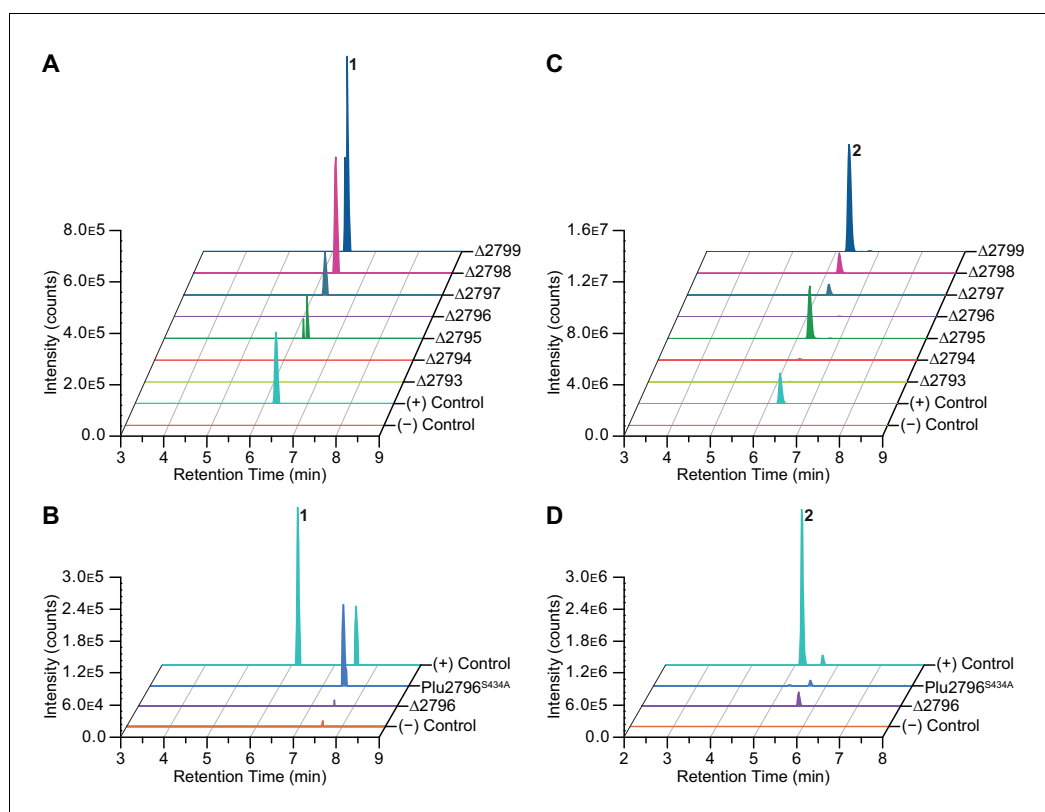 A
1
8.0E5
6.0E5
4.0E5
2.0E5
0.0
Intensity (counts)
Δ2799
Δ2798
Δ2797
Δ2796
Δ2795
Δ2794
Δ2793
(+) Control
(−) Control
3 4 5 6 7 8 9
Retention Time (min)
C
2
1.6E7
1.2E7
8.0E6
4.0E6
0.0
Intensity (counts)
Δ2799
Δ2798
Δ2797
Δ2796
Δ2795
Δ2794
Δ2793
(+) Control
(−) Control
3 4 5 6 7 8 9
Retention Time (min)
B
1
3.0E5
2.4E5
1.8E5
1.2E5
6.0E4
0.0
Intensity (counts)
(+) Control
Plu2796S434A
Δ2796
(−) Control
3 4 5 6 7 8 9
Retention Time (min)
D
2
3.0E6
2.4E6
1.8E6
1.2E6
6.0E5
0.0
Intensity (counts)
(+) Control
Plu2796S434A
Δ2796
(−) Control
2 3 4 5 6 7 8
Retention Time (min)